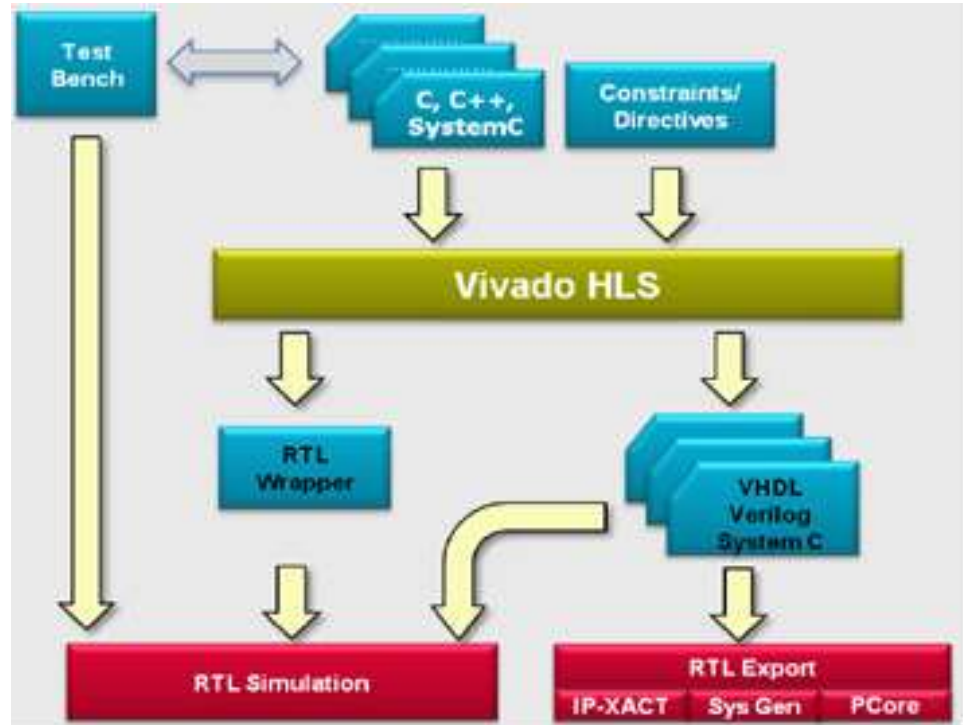 Test
Bench
C, C++,
SystemC
Constraints/
Directives
Vivado HLS
RTL
Wrapper
VHDL
Verilog
System C
RTL Simulation
RTL Export
IP-XACT
Sys Gen
PCore